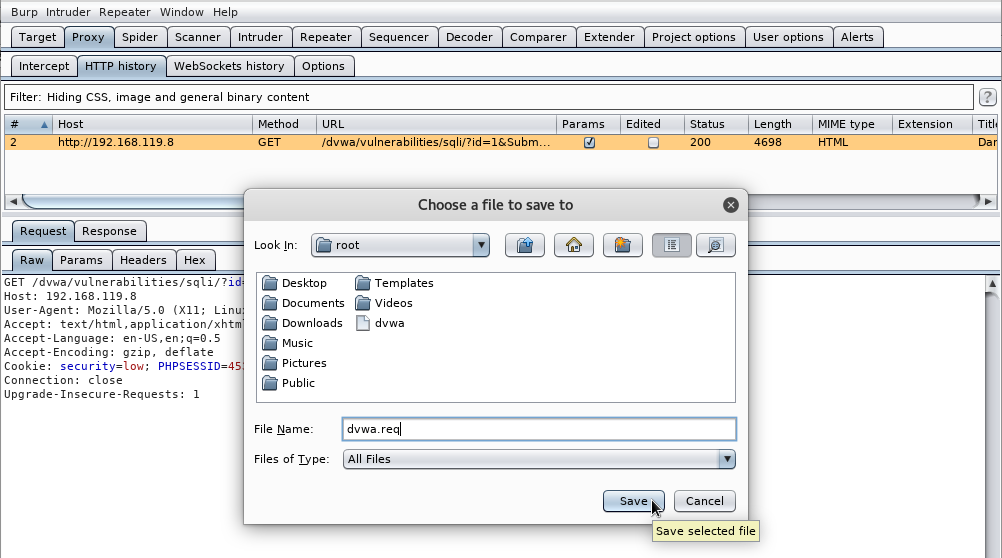 Burp Intruder Repeater Window Help
Target Proxy Spider Scanner Intruder Repeater Sequencer Decoder Comparer Extender Project options User options Alerts
Intercept HTTP history WebSockets history Options
Filter: Hiding CSS, image and general binary content ?
# Host Method URL Params Edited Status Length MIME type Extension Title
2 http://192.168.119.8 GET /dvwa/vulnerabilities/sqli/?id=1&Subm... 200 4698 HTML Dar
Choose a file to save to
Request Response
Look In: root
Raw Params Headers Hex
GET /dvwa/vulnerabilities/sqli/?id=
Host: 192.168.119.8
User-Agent: Mozilla/5.0 (X11; Linu
Accept: text/html,application/xhtm
Accept-Language: en-US,en;q=0.5
Accept-Encoding: gzip, deflate
Cookie: security=low; PHPSESSID=45
Connection: close
Upgrade-Insecure-Requests: 1
Desktop Templates
Documents Videos
Downloads dvwa
Music
Pictures
Public
File Name: dvwa.req
Files of Type: All Files
Save Cancel
Save selected file